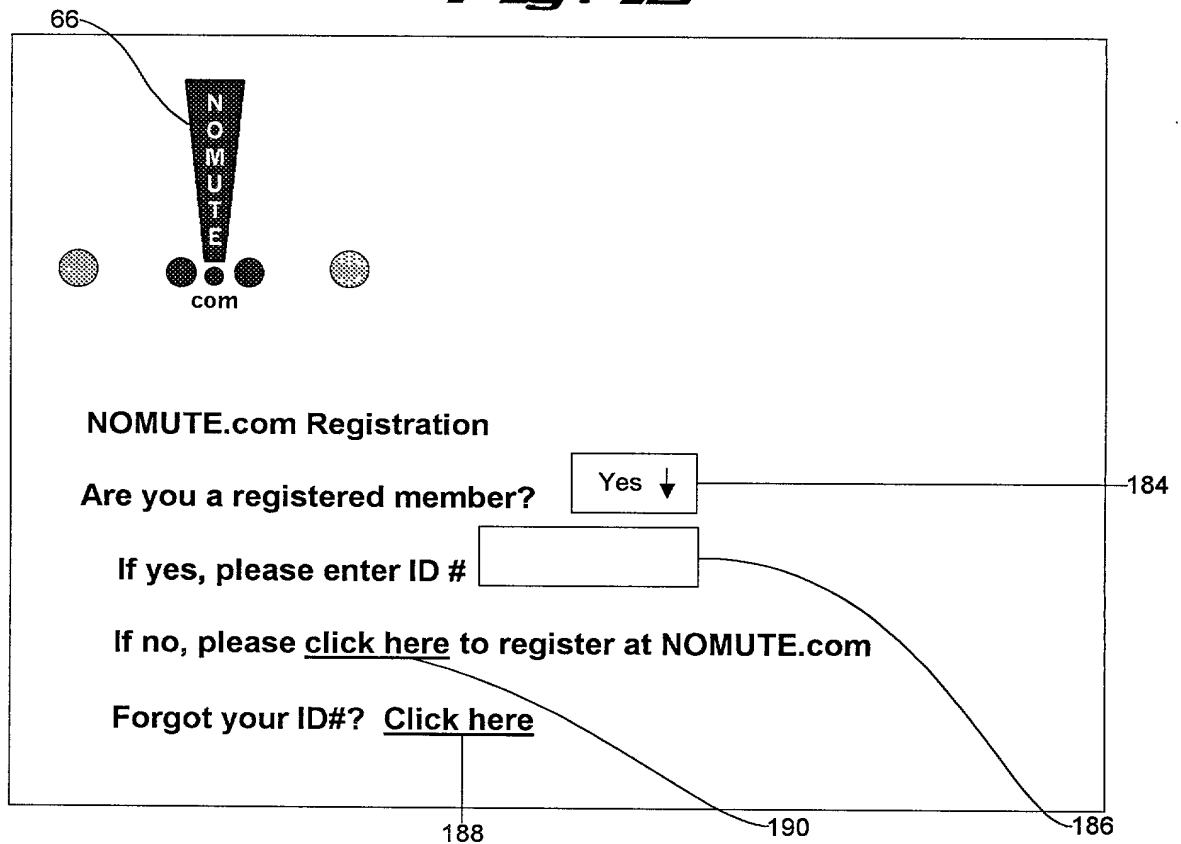 66
NOMUTE
com
NOMUTE.com Registration
Are you a registered member? Yes ↓
184
If yes, please enter ID #
If no, please click here to register at NOMUTE.com
Forgot your ID#? Click here
188
190
186